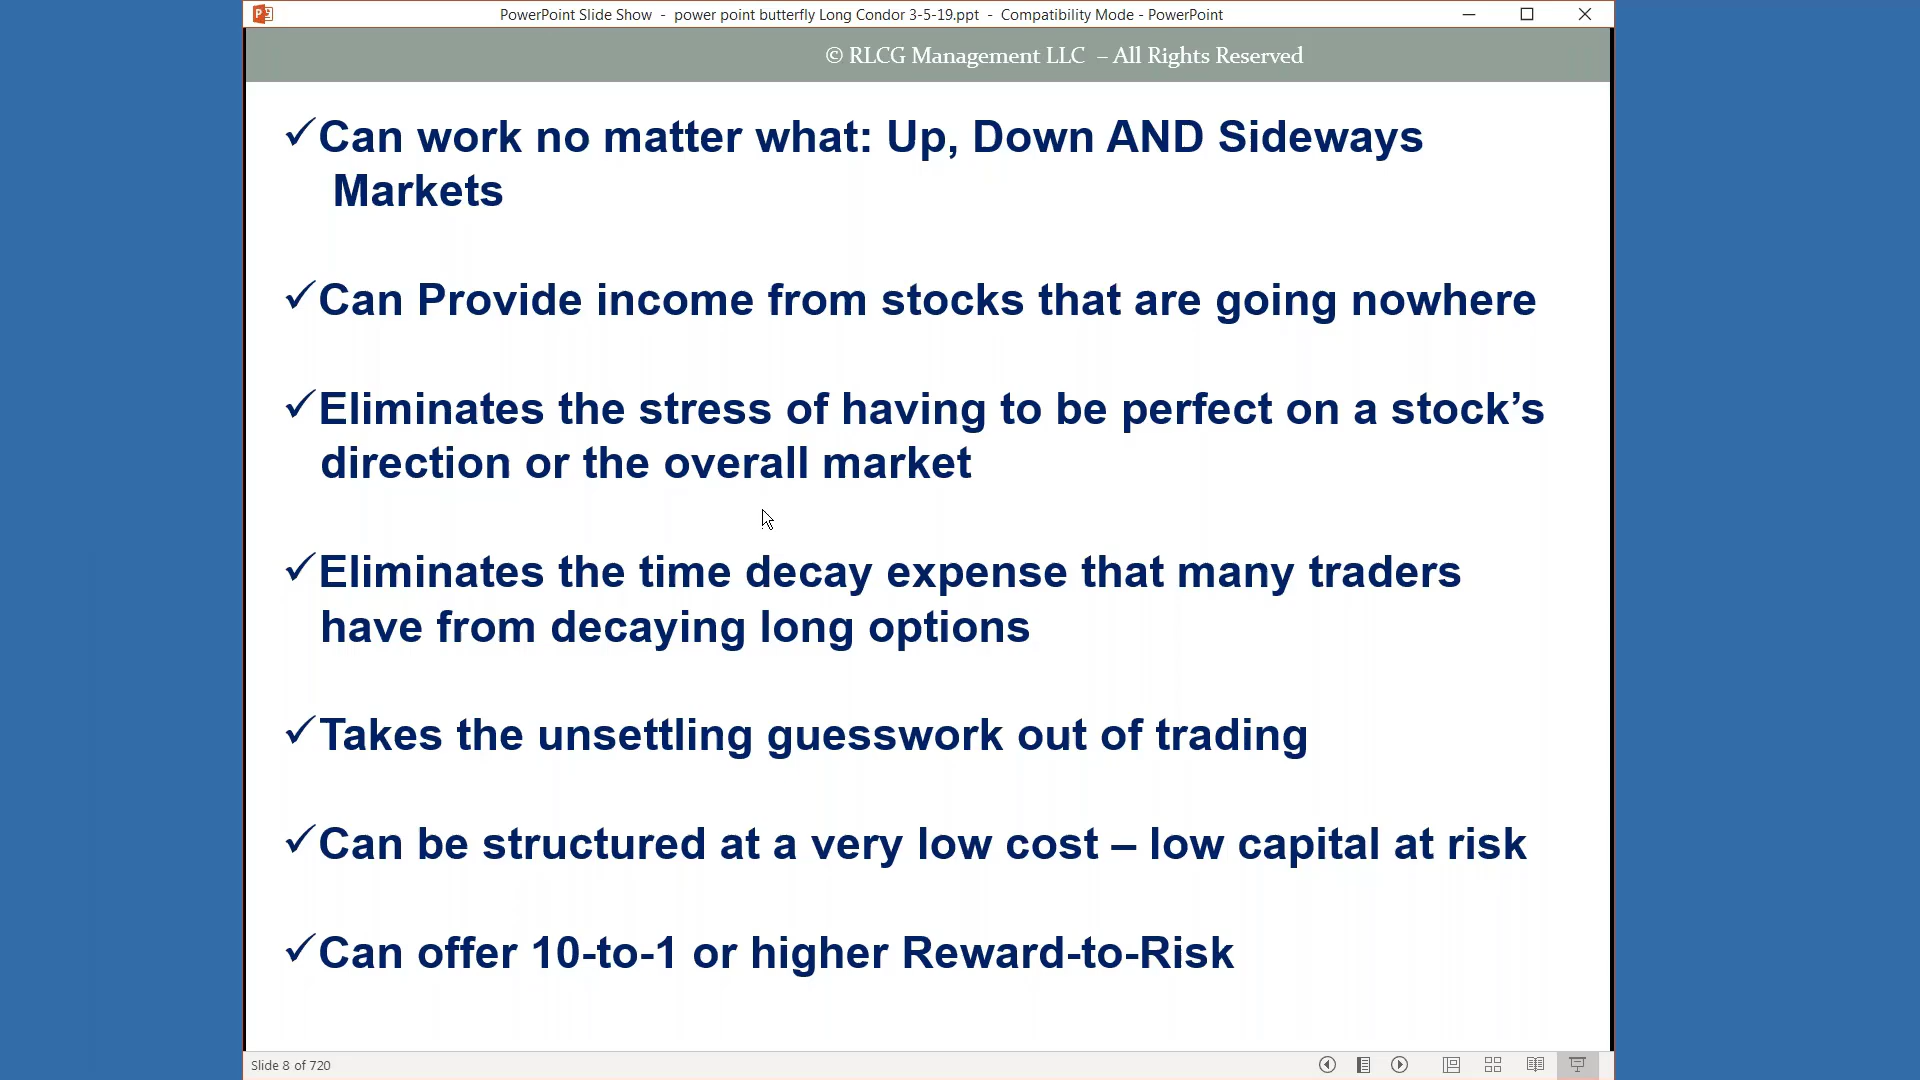 PowerPoint Slide Show - power point butterfly Long Condor 3-5-19.ppt - Compatibility Mode - PowerPoint
© RLCG Management LLC – All Rights Reserved
✓Can work no matter what: Up, Down AND Sideways
Markets
✓Can Provide income from stocks that are going nowhere
✓Eliminates the stress of having to be perfect on a stock’s
direction or the overall market
✓Eliminates the time decay expense that many traders
have from decaying long options
✓Takes the unsettling guesswork out of trading
✓Can be structured at a very low cost – low capital at risk
✓Can offer 10-to-1 or higher Reward-to-Risk
Slide 8 of 720